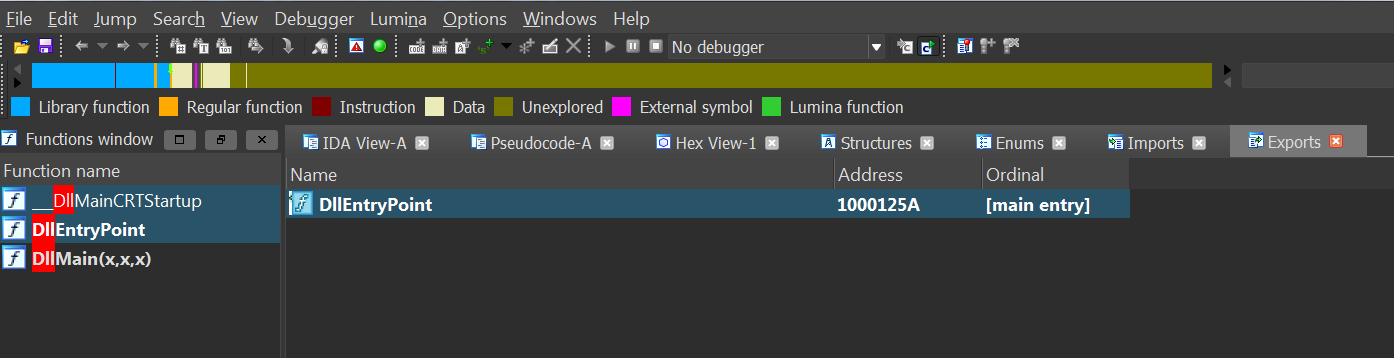 File Edit Jump Search View Debugger Lumina Options Windows Help
No debugger
Library function Regular function Instruction Data Unexplored External symbol Lumina function
Functions window IDA View-A Pseudocode-A Hex View-1 Structures Enums Imports Exports
Function name Name Address Ordinal
___DllMainCRTStartup DllEntryPoint 1000125A [main entry]
DllEntryPoint
DllMain(x,x,x)